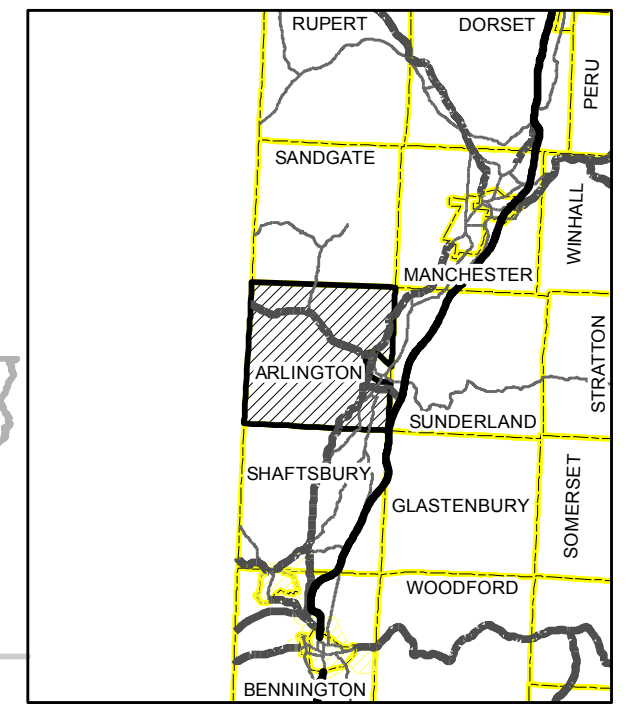 RUPERT
DORSET
PERU
SANDGATE
WINHALL
MANCHESTER
ARLINGTON
STRATTON
SUNDERLAND
SHAFTSBURY
SOMERSET
GLASTENBURY
WOODFORD
BENNINGTON